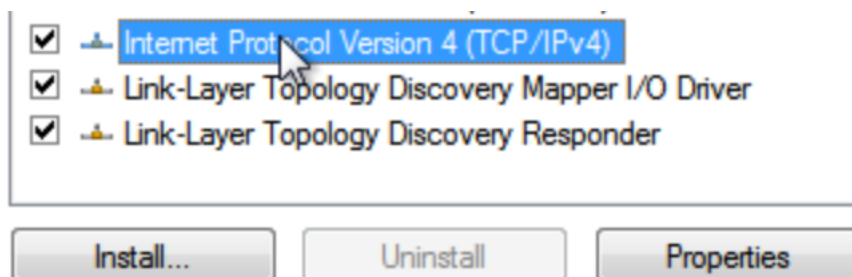 Internet Protocol Version 4 (TCP/IPv4)
Link-Layer Topology Discovery Mapper I/O Driver
Link-Layer Topology Discovery Responder
Install... Uninstall Properties